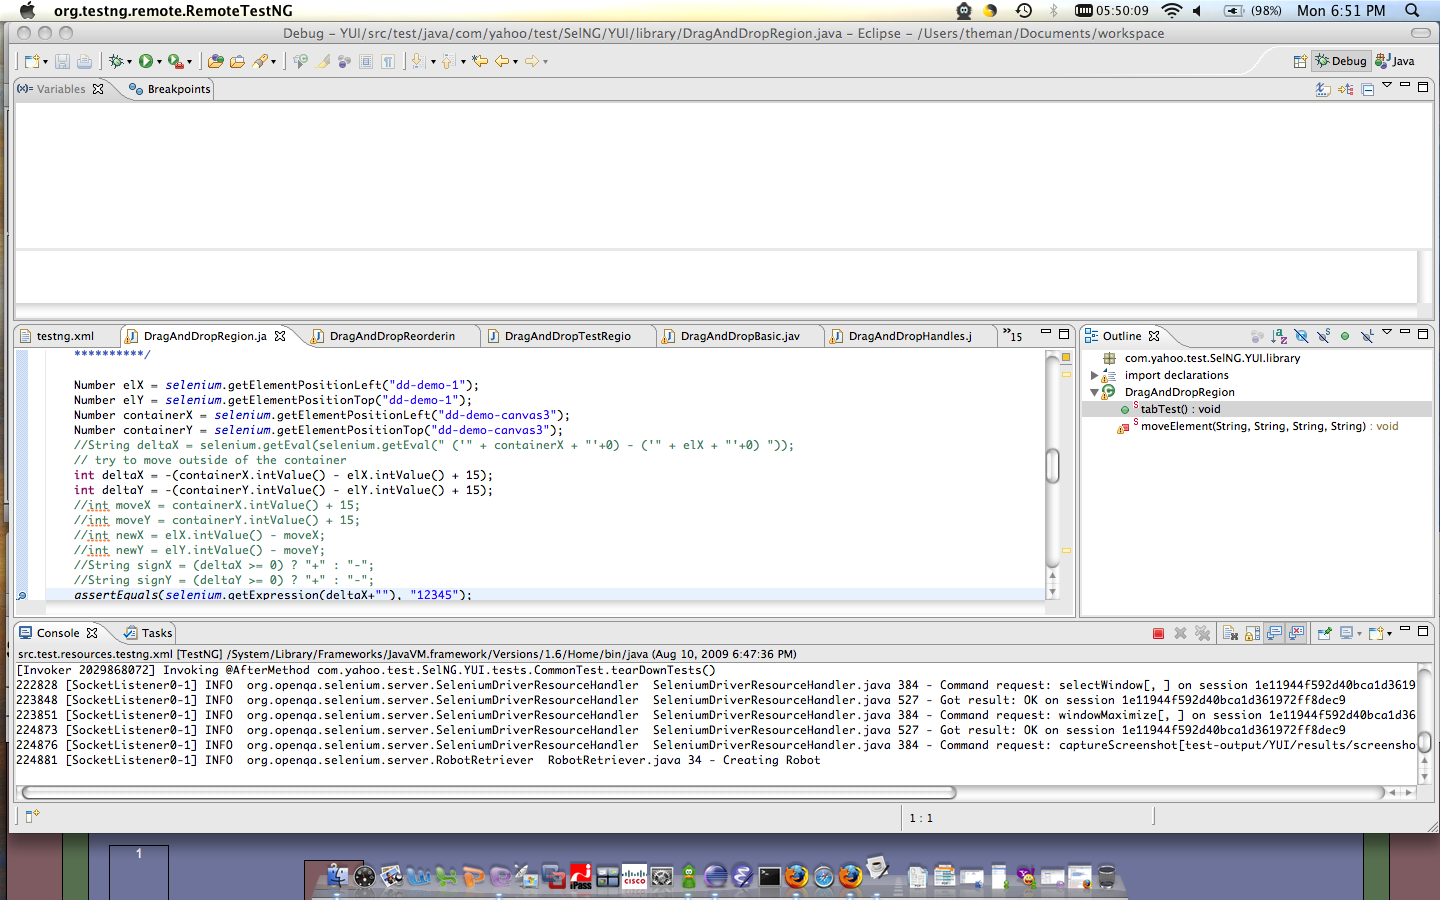 org.testng.remote.RemoteTestNG
05:50:09
(98%)
Mon 6:51 PM
Debug – YUI/src/test/java/com/yahoo/test/SelNG/YUI/library/DragAndDropRegion.java – Eclipse – /Users/theman/Documents/workspace
Debug
Java
(x)= Variables
Breakpoints
testng.xml
DragAndDropRegion.ja
DragAndDropReorderin
DragAndDropTestRegio
DragAndDropBasic.jav
DragAndDropHandles.j
»15
**********/
Number elX = selenium.getElementPositionLeft("dd-demo-1");
Number elY = selenium.getElementPositionTop("dd-demo-1");
Number containerX = selenium.getElementPositionLeft("dd-demo-canvas3");
Number containerY = selenium.getElementPositionTop("dd-demo-canvas3");
//String deltaX = selenium.getEval(selenium.getEval(" ('" + containerX + "'+0) - ('" + elX + "'+0) "));
// try to move outside of the container
int deltaX = -(containerX.intValue() - elX.intValue() + 15);
int deltaY = -(containerY.intValue() - elY.intValue() + 15);
//int moveX = containerX.intValue() + 15;
//int moveY = containerY.intValue() + 15;
//int newX = elX.intValue() - moveX;
//int newY = elY.intValue() - moveY;
//String signX = (deltaX >= 0) ? "+" : "-";
//String signY = (deltaY >= 0) ? "+" : "-";
assertEquals(selenium.getExpression(deltaX+""), "12345");
Outline
com.yahoo.test.SelNG.YUI.library
import declarations
DragAndDropRegion
tabTest() : void
moveElement(String, String, String, String) : void
Console
Tasks
src.test.resources.testng.xml [TestNG] /System/Library/Frameworks/JavaVM.framework/Versions/1.6/Home/bin/java (Aug 10, 2009 6:47:36 PM)
[Invoker 2029868072] Invoking @AfterMethod com.yahoo.test.SelNG.YUI.tests.CommonTest.tearDownTests()
222828 [SocketListener0-1] INFO org.openqa.selenium.server.SeleniumDriverResourceHandler SeleniumDriverResourceHandler.java 384 - Command request: selectWindow[, ] on session 1e11944f592d40bca1d3619
223848 [SocketListener0-1] INFO org.openqa.selenium.server.SeleniumDriverResourceHandler SeleniumDriverResourceHandler.java 527 - Got result: OK on session 1e11944f592d40bca1d361972ff8dec9
223851 [SocketListener0-1] INFO org.openqa.selenium.server.SeleniumDriverResourceHandler SeleniumDriverResourceHandler.java 384 - Command request: windowMaximize[, ] on session 1e11944f592d40bca1d36
224873 [SocketListener0-1] INFO org.openqa.selenium.server.SeleniumDriverResourceHandler SeleniumDriverResourceHandler.java 527 - Got result: OK on session 1e11944f592d40bca1d361972ff8dec9
224876 [SocketListener0-1] INFO org.openqa.selenium.server.SeleniumDriverResourceHandler SeleniumDriverResourceHandler.java 384 - Command request: captureScreenshot[test-output/YUI/results/screensho
224881 [SocketListener0-1] INFO org.openqa.selenium.server.RobotRetriever RobotRetriever.java 34 - Creating Robot
1 : 1
1
iPass
CISCO